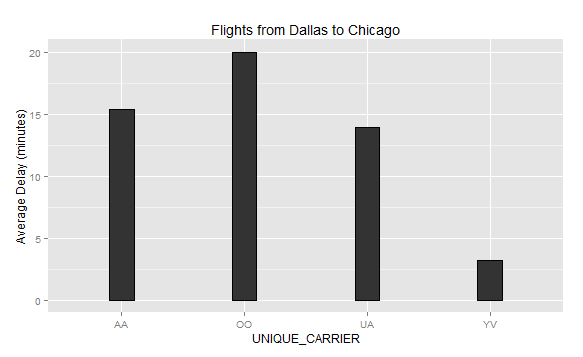 Flights from Dallas to Chicago
Average Delay (minutes)
20
15
10
5
0
AA
OO
UA
YV
UNIQUE_CARRIER